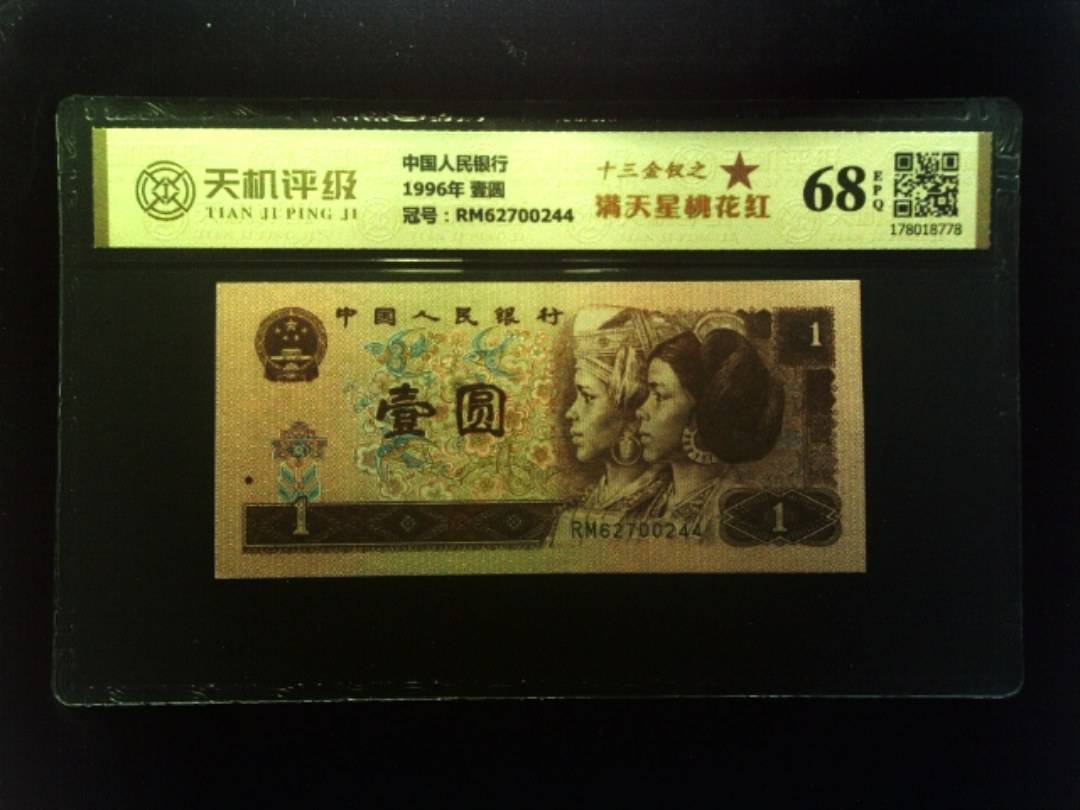 天机评级
TIAN JI PING JI
中国人民银行
1996年 壹圆
冠号：RM62700244
十三金钗之
满天星桃花红
68
EPQ
178018778
中国人民银行
1
壹圆
1
RM62700244
1